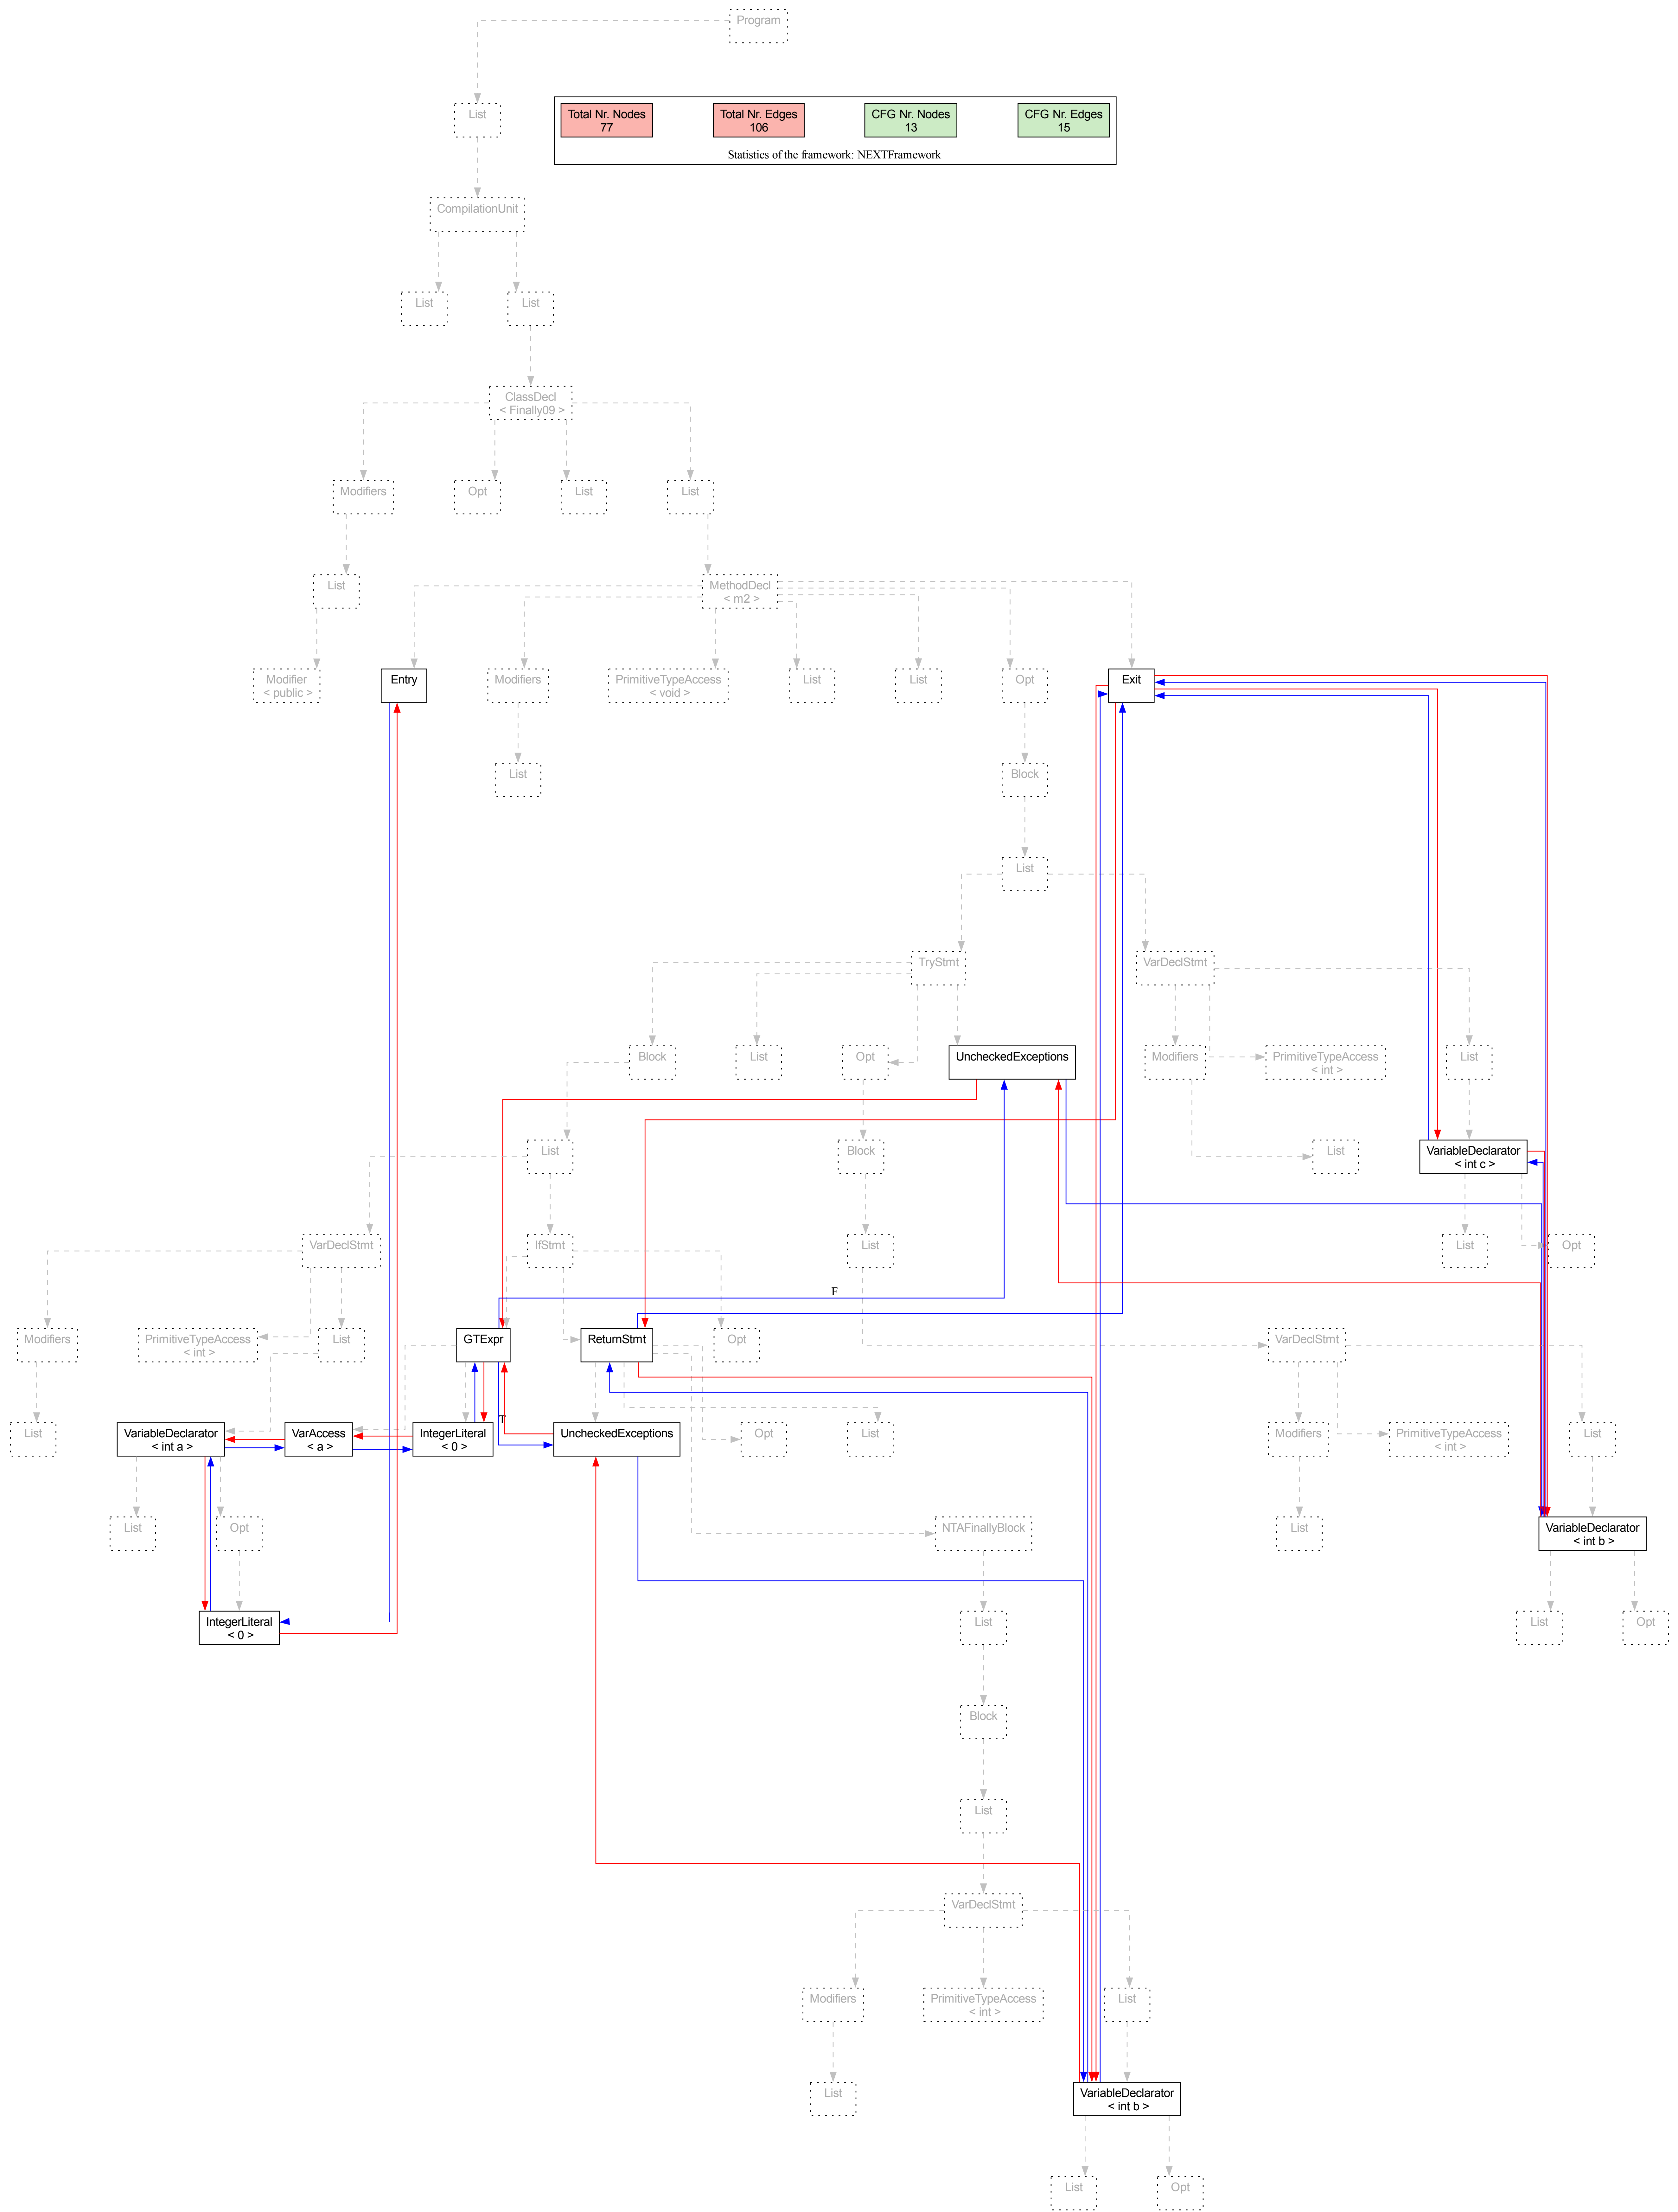 Program
List
Total Nr. Nodes
77
Total Nr. Edges
106
CFG Nr. Nodes
13
CFG Nr. Edges
15
Statistics of the framework: NEXTFramework
CompilationUnit
List
List
ClassDecl
< Finally09 >
Modifiers
Opt
List
List
List
MethodDecl
< m2 >
Modifier
< public >
Entry
Modifiers
PrimitiveTypeAccess
< void >
List
List
Opt
Exit
List
Block
List
TryStmt
VarDeclStmt
Block
List
Opt
UncheckedExceptions
Modifiers
PrimitiveTypeAccess
< int >
List
List
Block
List
VariableDeclarator
< int c >
VarDeclStmt
IfStmt
List
List
Opt
F
Modifiers
PrimitiveTypeAccess
< int >
List
GTExpr
ReturnStmt
Opt
VarDeclStmt
List
VariableDeclarator
< int a >
VarAccess
< a >
IntegerLiteral
< 0 >
T
UncheckedExceptions
Opt
List
Modifiers
PrimitiveTypeAccess
< int >
List
List
Opt
NTAFinallyBlock
List
VariableDeclarator
< int b >
IntegerLiteral
< 0 >
List
List
Opt
Block
List
VarDeclStmt
Modifiers
PrimitiveTypeAccess
< int >
List
List
VariableDeclarator
< int b >
List
Opt